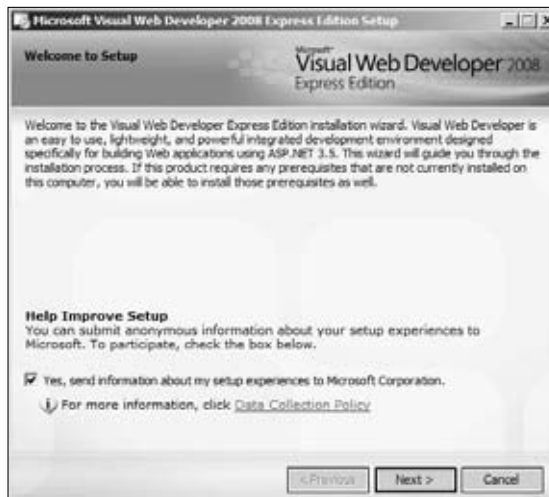 Microsoft Visual Web Developer 2008 Express Edition Setup
Welcome to Setup
Microsoft
Visual Web Developer 2008
Express Edition
Welcome to the Visual Web Developer Express Edition installation wizard. Visual Web Developer is
an easy to use, lightweight, and powerful integrated development environment designed
specifically for building Web applications using ASP.NET 3.5. This wizard will guide you through the
installation process. If this product requires any prerequisites that are not currently installed on
this computer, you will be able to install those prerequisites as well.
Help Improve Setup
You can submit anonymous information about your setup experiences to
Microsoft. To participate, check the box below.
Yes, send information about my setup experiences to Microsoft Corporation.
For more information, click Data Collection Policy
< Previous Next > Cancel